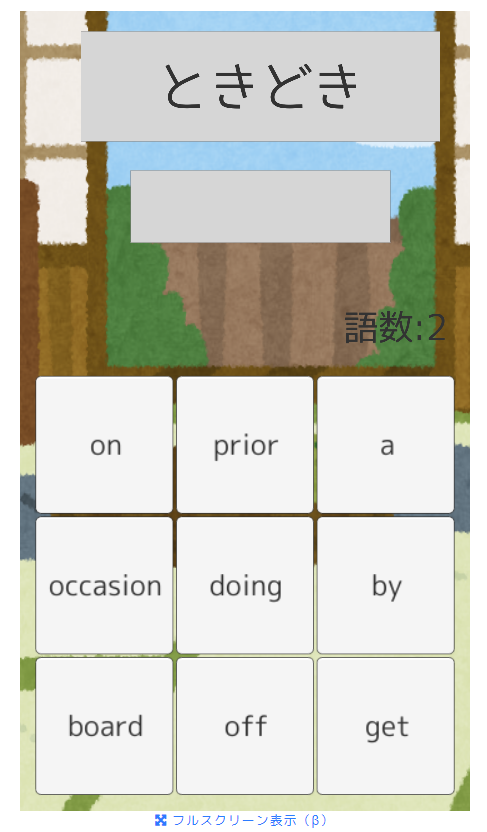 ときどき
語数:2
on prior a
occasion doing by
board off get
フルスクリーン表示（β）